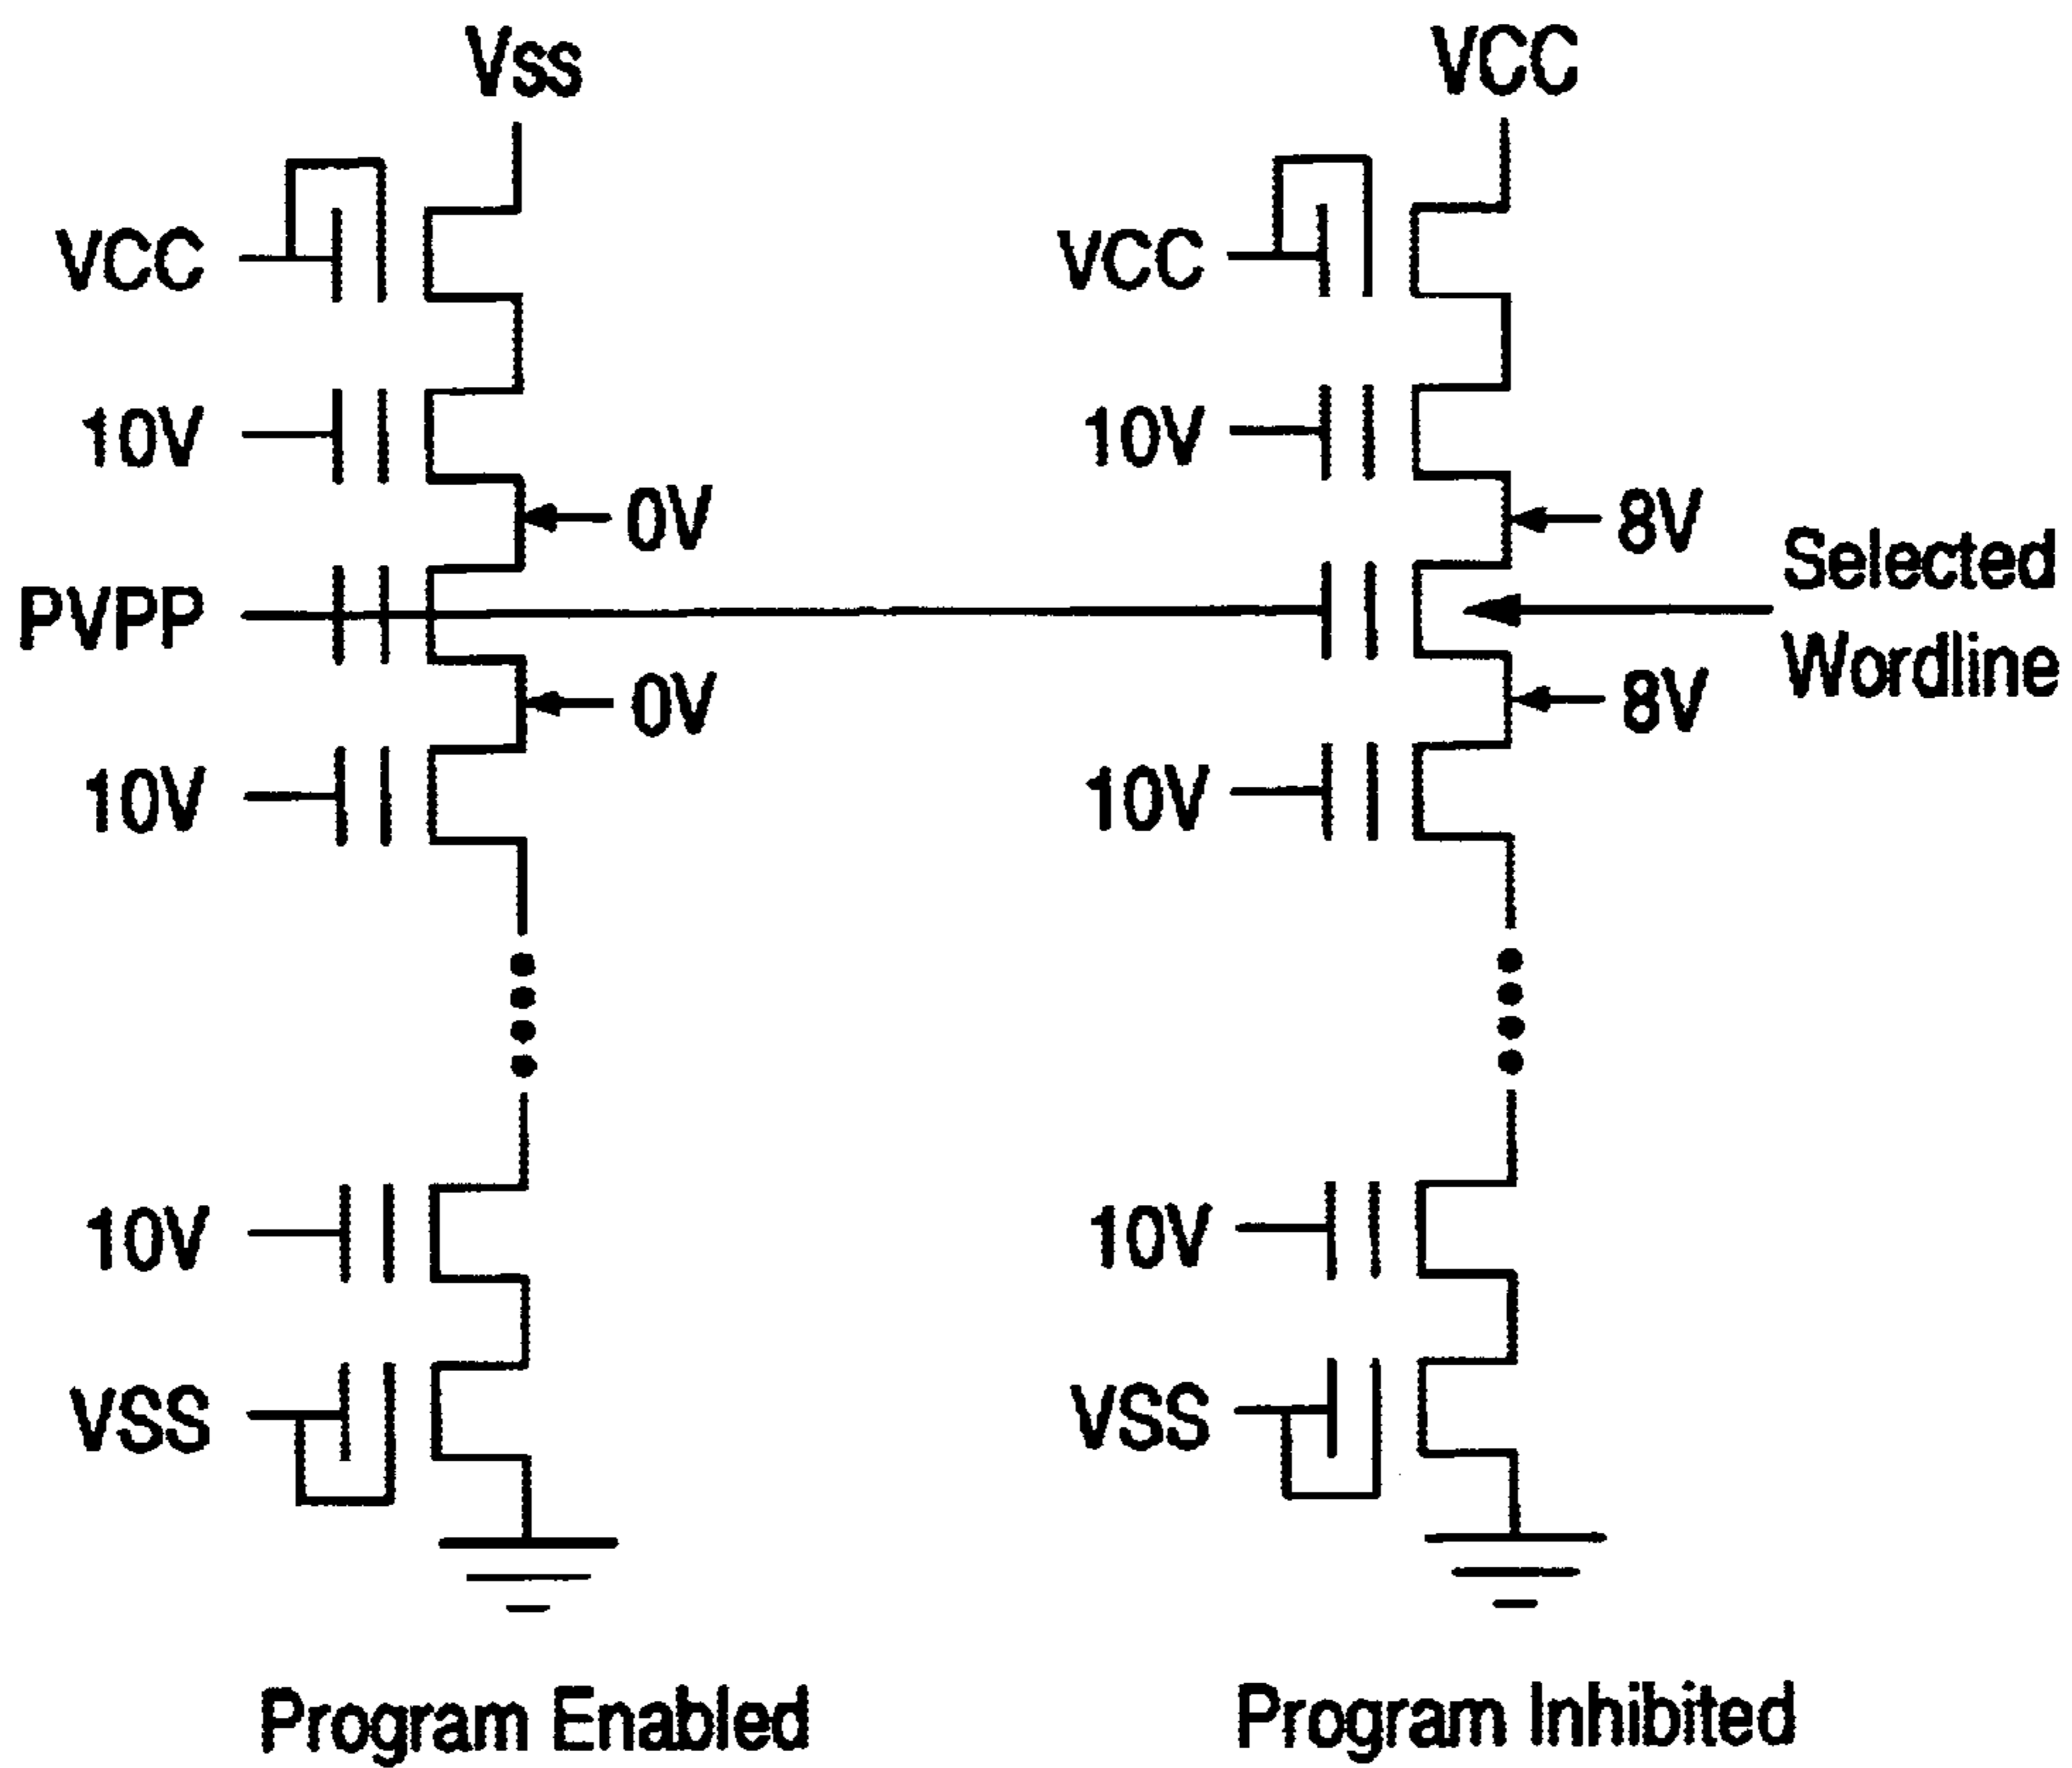 Vss VCC
VCC VCC
10V 10V
0V 8V
Selected
PVPP
Wordline
0V 8V
10V 10V
10V 10V
VSS VSS
Program Enabled Program Inhibited